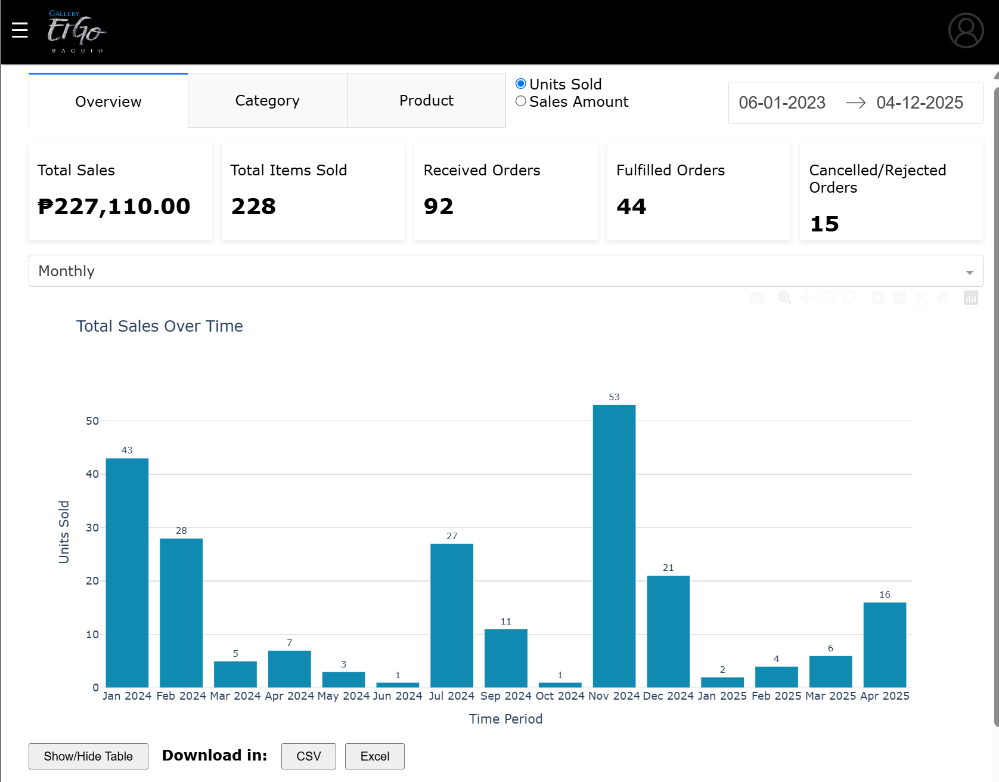 GALLERY
ErGo
BAGUIO
Overview
Category
Product
Units Sold
Sales Amount
06-01-2023 → 04-12-2025
Total Sales
₱227,110.00
Total Items Sold
228
Received Orders
92
Fulfilled Orders
44
Cancelled/Rejected
Orders
15
Monthly
Total Sales Over Time
Units Sold
50
40
30
20
10
0
43
28
5
7
3
1
27
11
1
53
21
2
4
6
16
Jan 2024 Feb 2024 Mar 2024 Apr 2024 May 2024 Jun 2024 Jul 2024 Sep 2024 Oct 2024 Nov 2024 Dec 2024 Jan 2025 Feb 2025 Mar 2025 Apr 2025
Time Period
Show/Hide Table
Download in:
CSV
Excel